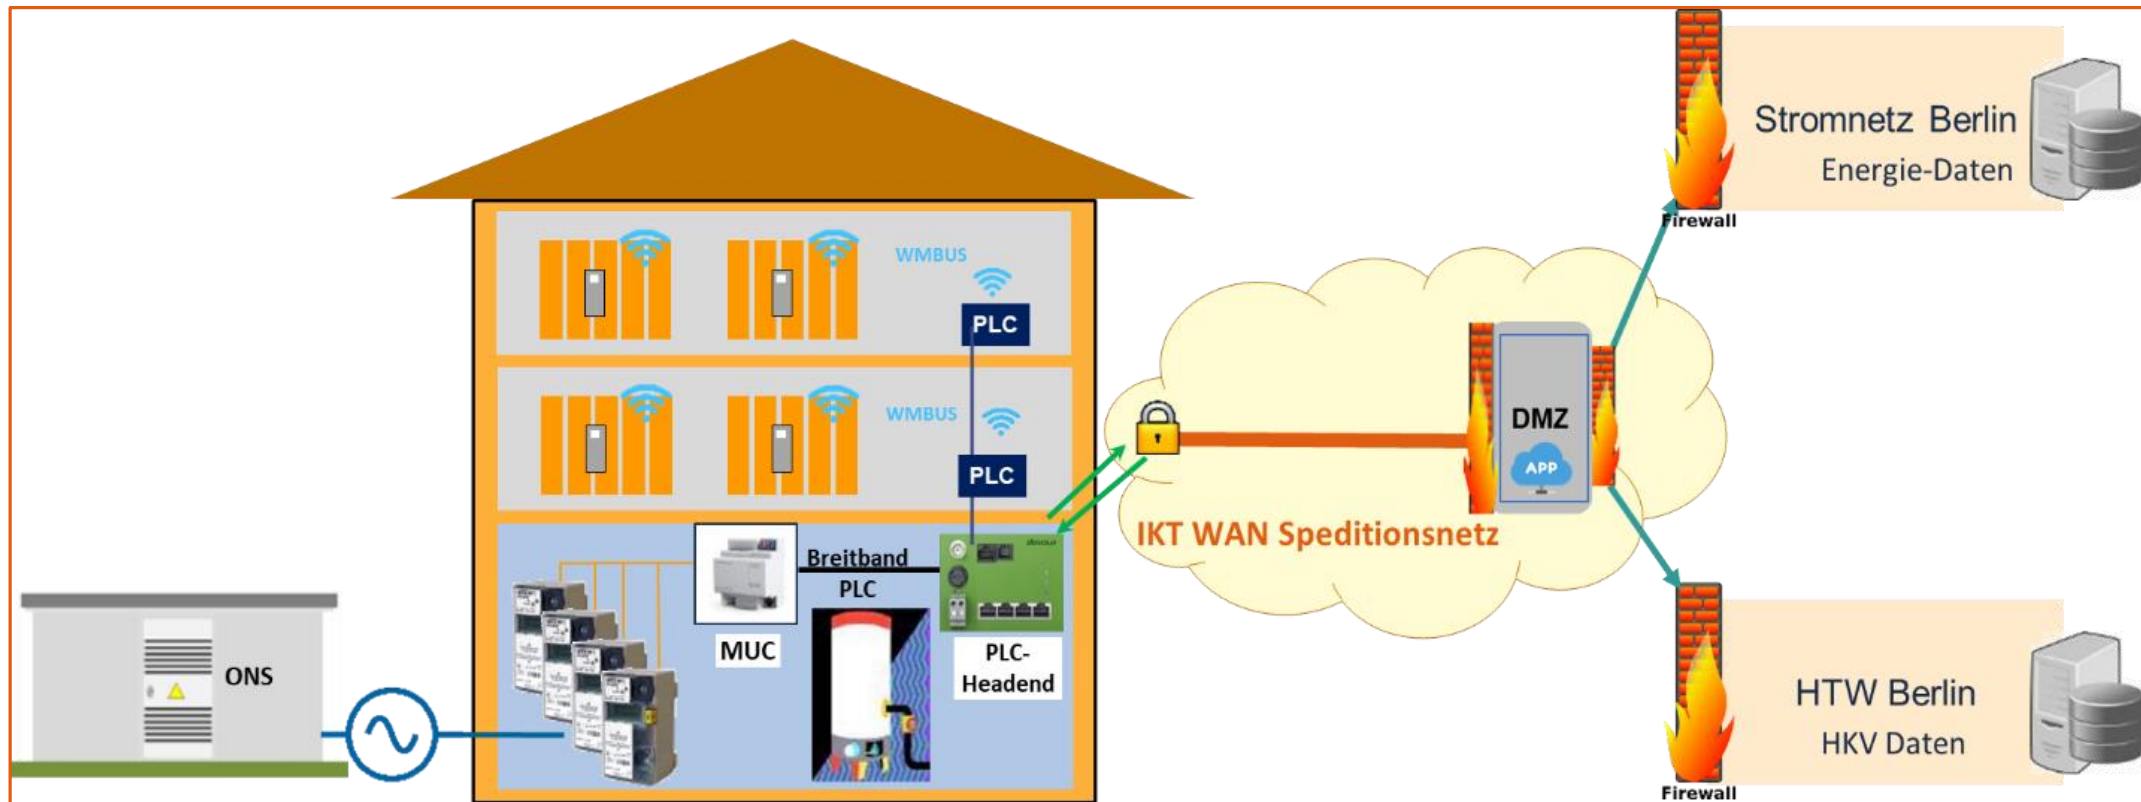 Stromnetz Berlin
Energie-Daten
Firewall
WMBUS
PLC
WMBUS
PLC
DMZ
APP
IKT WAN Speditionsnetz
Breitband
PLC
MUC
PLC-
Headend
ONS
HTW Berlin
HKV Daten
Firewall